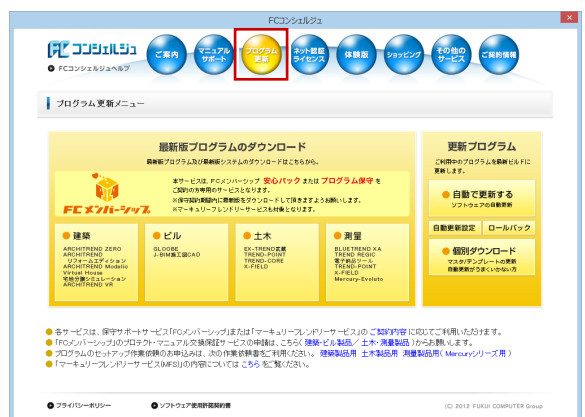 FCコンシェルジュ
FC コンシェルジュ
FCコンシェルジュヘルプ
ご案内
マニュアル
サポート
プログラム
更新
ネット認証
ライセンス
体験版
ショッピング
その他の
サービス
ご契約情報
プログラム更新メニュー
最新版プログラムのダウンロード
最新版プログラム及び最新版システムのダウンロードはこちらから。
FCメンバーシップ
本サービスは、FCメンバーシップ 安心パック または プログラム保守 を
ご契約の方専用のサービスとなります。
※保守契約期間内に最新版をダウンロードして頂きますようお願いします。
※マーキュリーフレンドリーサービスも対象となります。
建築
ARCHITREND ZERO
ARCHITREND
リフォームエディション
ARCHITREND Modelio
Virtual House
宅地分譲シミュレーション
ARCHITREND VR
ビル
GLOOBE
J-BIM施工図CAD
土木
EX-TREND武蔵
TREND-POINT
TREND-CORE
X-FIELD
測量
BLUETREND XA
TREND REGIC
電子納品ツール
TREND-POINT
X-FIELD
Mercury-Evoluto
更新プログラム
ご利用中のプログラムを最新ビルドに
更新します。
自動で更新する
ソフトウェアの自動更新
自動更新設定
ロールバック
個別ダウンロード
マスタ/テンプレートの更新
自動更新がうまくいかない方
各サービスは、保守サポートサービス「FCメンバーシップ」または「マーキュリーフレンドリーサービス」の ご契約内容 に応じてご利用いただけます。
「FCメンバーシップ」のプロテクト・マニュアル交換保証サービスの申請は、こちら( 建築・ビル製品 / 土木・測量製品 )からお願いします。
プログラムのセットアップ作業依頼のお申込みは、次の作業依頼書をご利用ください。 建築製品用 土木製品用 測量製品用( Mercuryシリーズ用 )
「マーキュリーフレンドリーサービス(MFS)」の内容については こちら をご覧ください。
プライバシーポリシー
ソフトウェア使用許諾契約書
(C) 2012 FUKUI COMPUTER Group